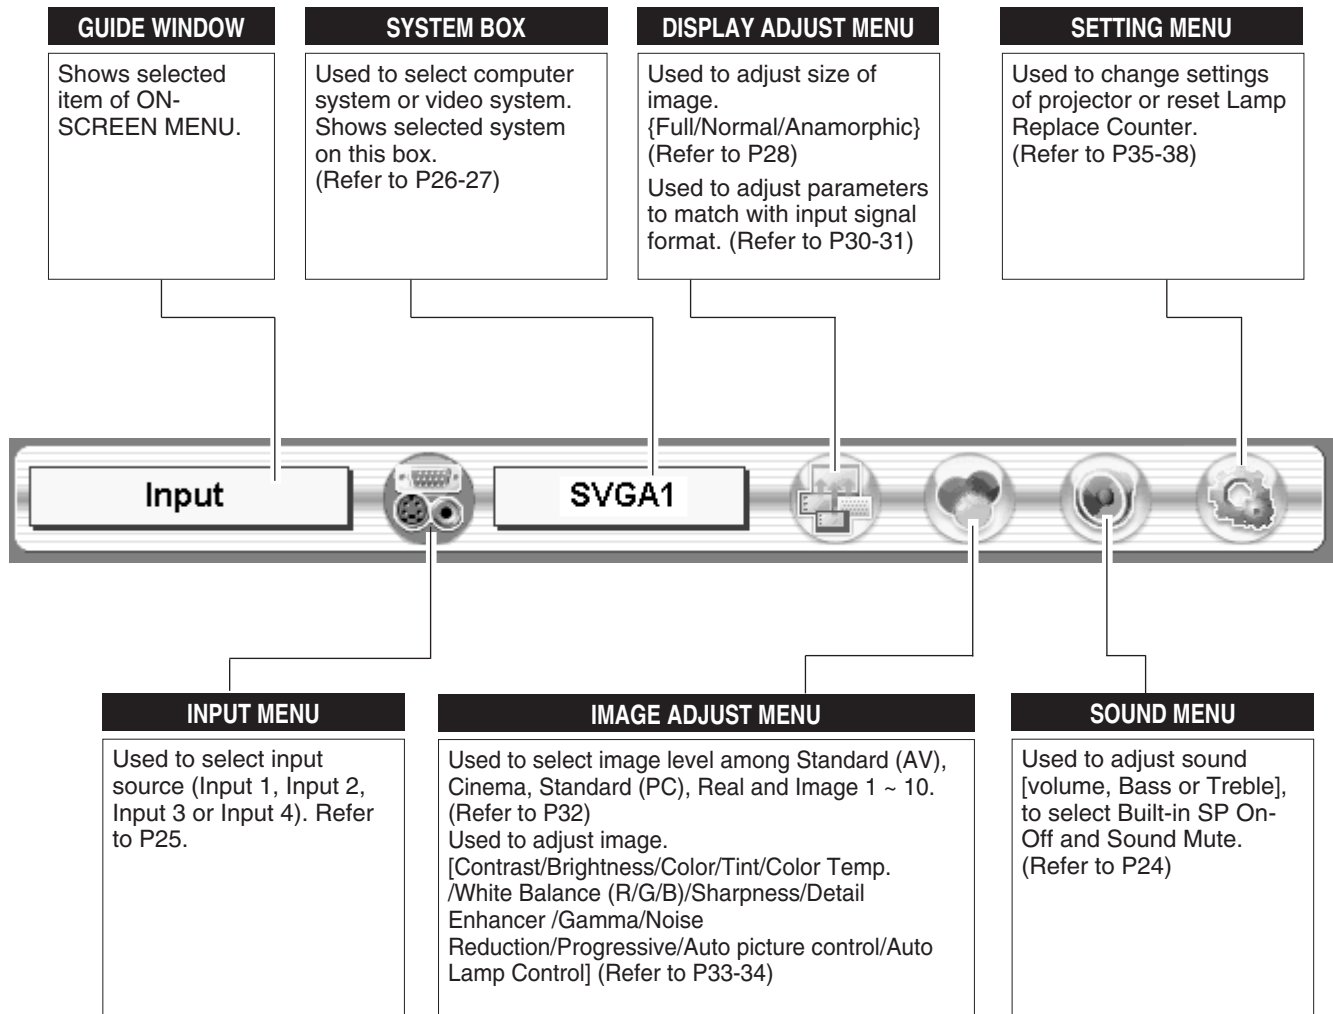 GUIDE WINDOW
Shows selected
item of ON-
SCREEN MENU.
SYSTEM BOX
Used to select computer
system or video system.
Shows selected system
on this box.
(Refer to P26-27)
DISPLAY ADJUST MENU
Used to adjust size of
image.
{Full/Normal/Anamorphic}
(Refer to P28)
Used to adjust parameters
to match with input signal
format. (Refer to P30-31)
SETTING MENU
Used to change settings
of projector or reset Lamp
Replace Counter.
(Refer to P35-38)
Input
SVGA1
INPUT MENU
Used to select input
source (Input 1, Input 2,
Input 3 or Input 4). Refer
to P25.
IMAGE ADJUST MENU
Used to select image level among Standard (AV),
Cinema, Standard (PC), Real and Image 1 ~ 10.
(Refer to P32)
Used to adjust image.
[Contrast/Brightness/Color/Tint/Color Temp.
/White Balance (R/G/B)/Sharpness/Detail
Enhancer /Gamma/Noise
Reduction/Progressive/Auto picture control/Auto
Lamp Control] (Refer to P33-34)
SOUND MENU
Used to adjust sound
[volume, Bass or Treble],
to select Built-in SP On-
Off and Sound Mute.
(Refer to P24)